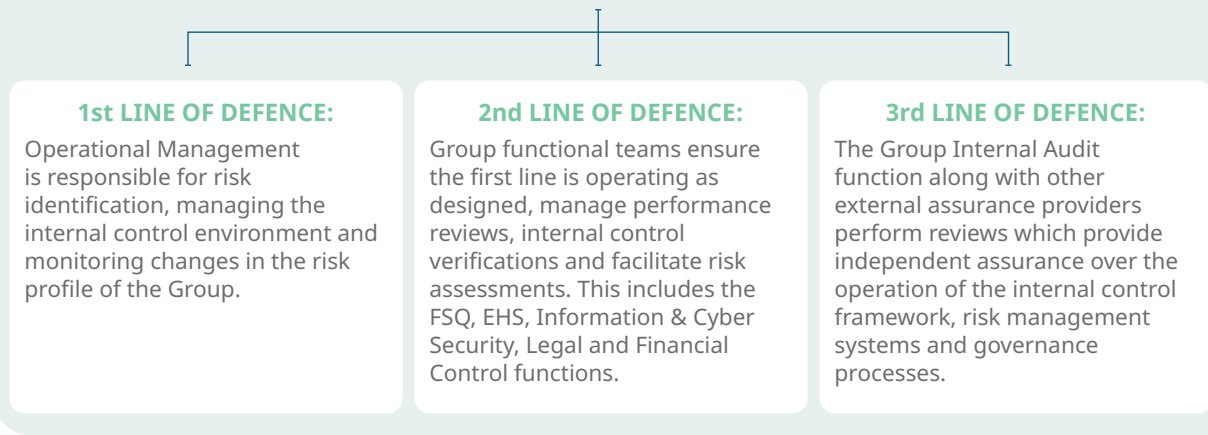 1st LINE OF DEFENCE:
Operational Management
is responsible for risk
identification, managing the
internal control environment and
monitoring changes in the risk
profile of the Group.
2nd LINE OF DEFENCE:
Group functional teams ensure
the first line is operating as
designed, manage performance
reviews, internal control
verifications and facilitate risk
assessments. This includes the
FSQ, EHS, Information & Cyber
Security, Legal and Financial
Control functions.
3rd LINE OF DEFENCE:
The Group Internal Audit
function along with other
external assurance providers
perform reviews which provide
independent assurance over the
operation of the internal control
framework, risk management
systems and governance
processes.